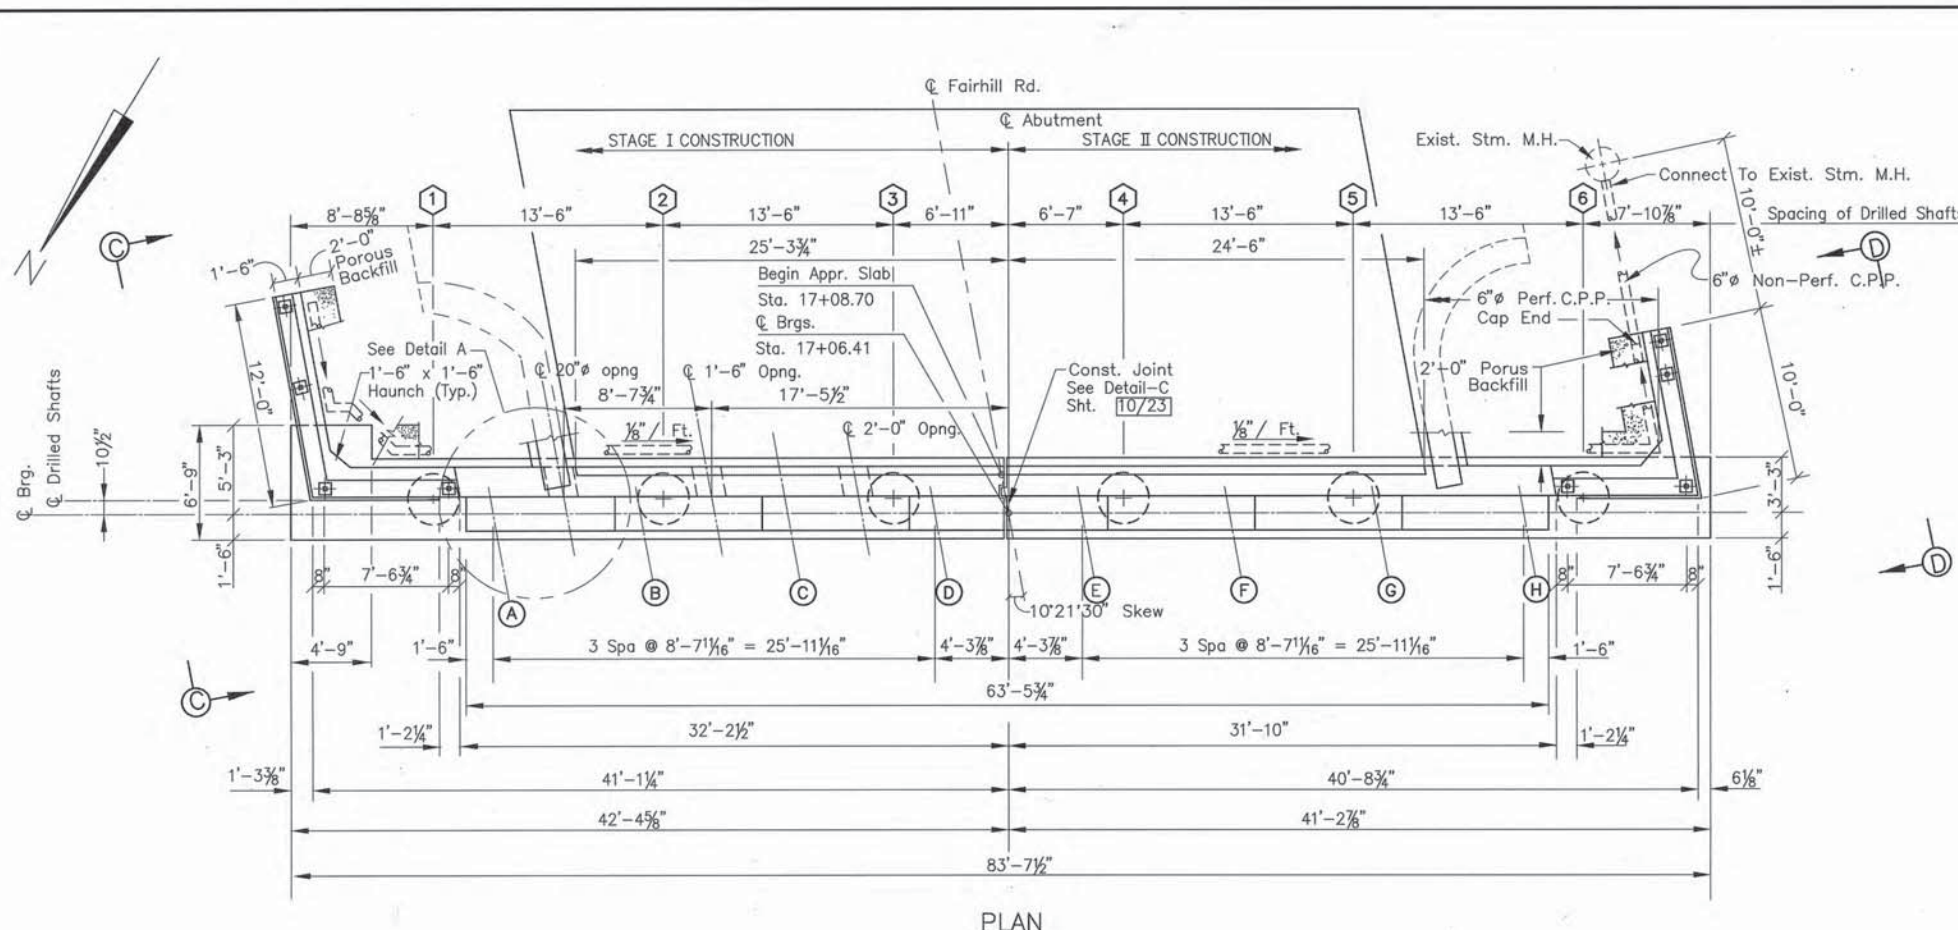 ℄ Fairhill Rd.
℄ Abutment
STAGE I CONSTRUCTION
STAGE II CONSTRUCTION
Exist. Stm. M.H.
Connect To Exist. Stm. M.H.
N
C
1
2
3
4
5
6
8'-8⅝"
13'-6"
13'-6"
6'-11"
6'-7"
13'-6"
13'-6"
7'-10⅞"
Spacing of Drilled Shafts
10'-0"±
D
25'-3¾"
24'-6"
2'-0"
Porous
Backfill
1'-6"
Begin Appr. Slab
Sta. 17+08.70
℄ Brgs.
Sta. 17+06.41
6"ø Non-Perf. C.P.P.
6"ø Perf. C.P.P.
Cap End
12'-0"
See Detail A
1'-6" x 1'-6"
Haunch (Typ.)
℄ 20"ø opng
℄ 1'-6" Opng.
8'-7¾"
17'-5½"
Const. Joint
See Detail-C
Sht. 10/23
2'-0" Porus
Backfill
10'-0"
⅛" / Ft.
℄ 2'-0" Opng.
⅛" / Ft.
℄ Brg.
℄ Drilled Shafts
10½"
6'-9"
5'-3"
1'-6"
3'-3"
1'-6"
8"
7'-6¾"
8"
A
B
C
D
E
F
G
H
8"
7'-6¾"
8"
D
10°21'30" Skew
4'-9"
1'-6"
3 Spa @ 8'-7¹¹⁄₁₆" = 25'-11¹⁄₁₆"
4'-3⅞"
4'-3⅞"
3 Spa @ 8'-7¹¹⁄₁₆" = 25'-11¹⁄₁₆"
1'-6"
C
63'-5¾"
1'-2¼"
32'-2½"
31'-10"
1'-2¼"
1'-3⅜"
41'-1¼"
40'-8¾"
6⅛"
42'-4⅝"
41'-2⅞"
83'-7½"
PLAN